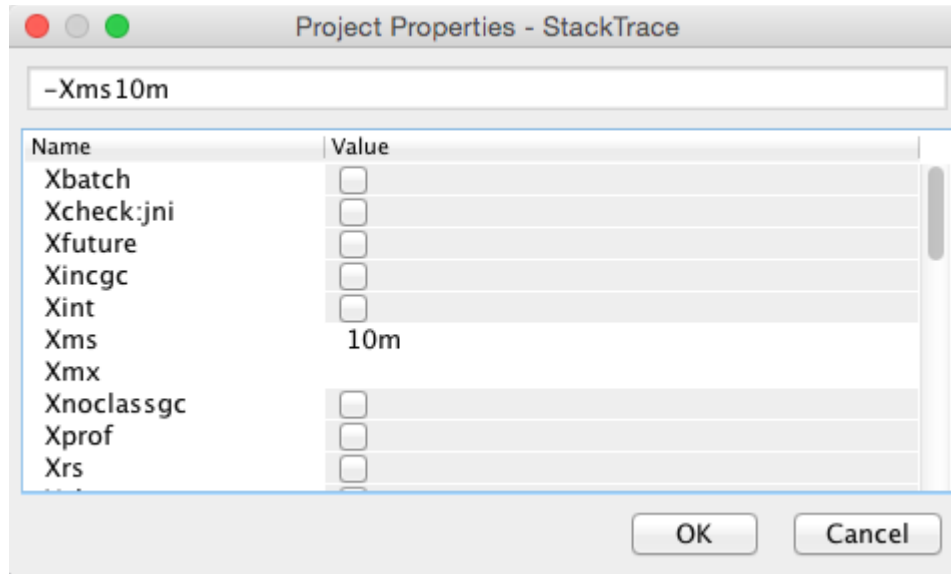 Project Properties - StackTrace
-Xms10m
Name Value
Xbatch
Xcheck:jni
Xfuture
Xincgc
Xint
Xms 10m
Xmx
Xnoclassgc
Xprof
Xrs
OK Cancel